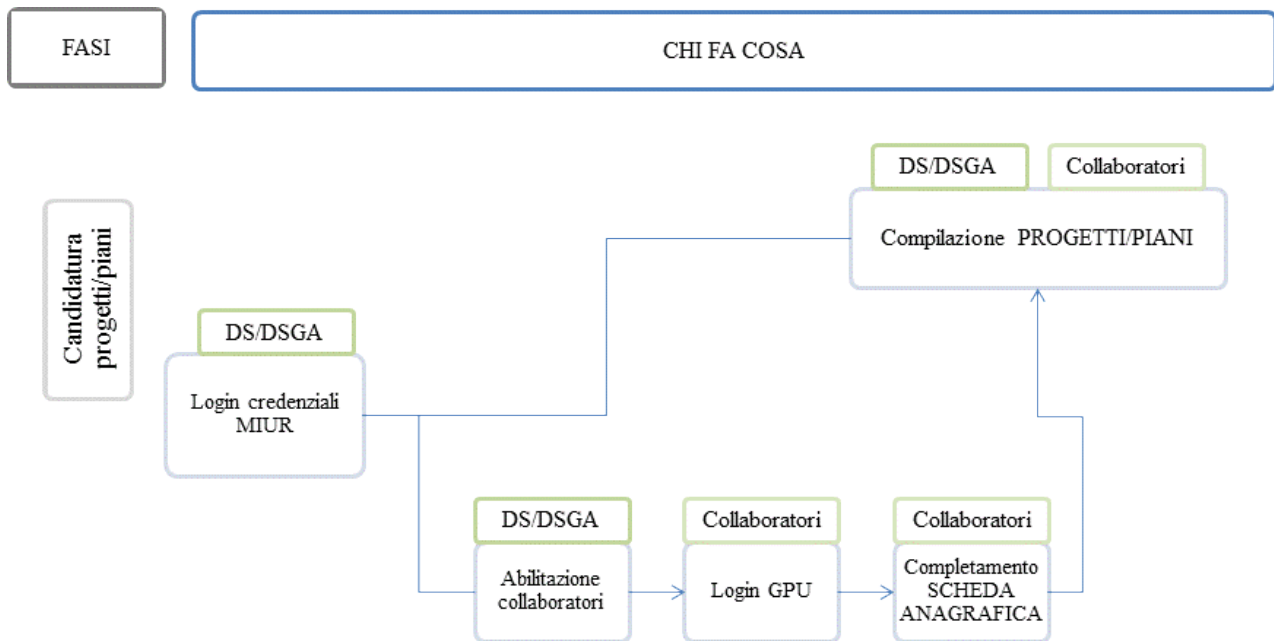 FASI
CHI FA COSA
DS/DSGA
Collaboratori
Compilazione PROGETTI/PIANI
Candidatura
progetti/piani
DS/DSGA
Login credenziali
MIUR
DS/DSGA
Collaboratori
Collaboratori
Abilitazione
collaboratori
Login GPU
Completamento
SCHEDA
ANAGRAFICA